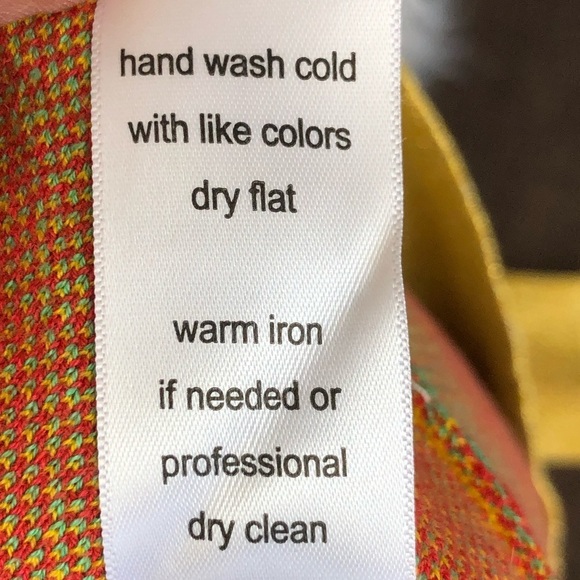 hand wash cold
with like colors
dry flat
warm iron
if needed or
professional
dry clean